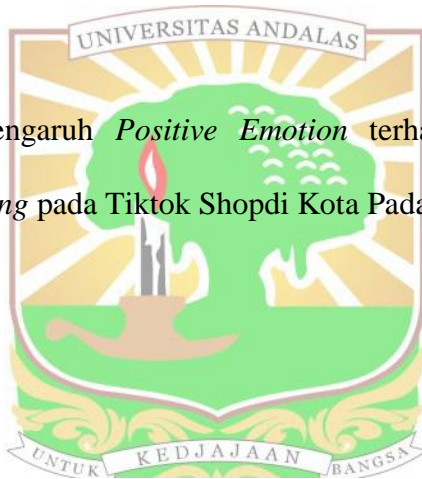 UNIVERSITAS ANDALAS
engaruh Positive Emotion terha
ng pada Tiktok Shopdi Kota Pada
UNTUK KEDJAJAAN BANGSA